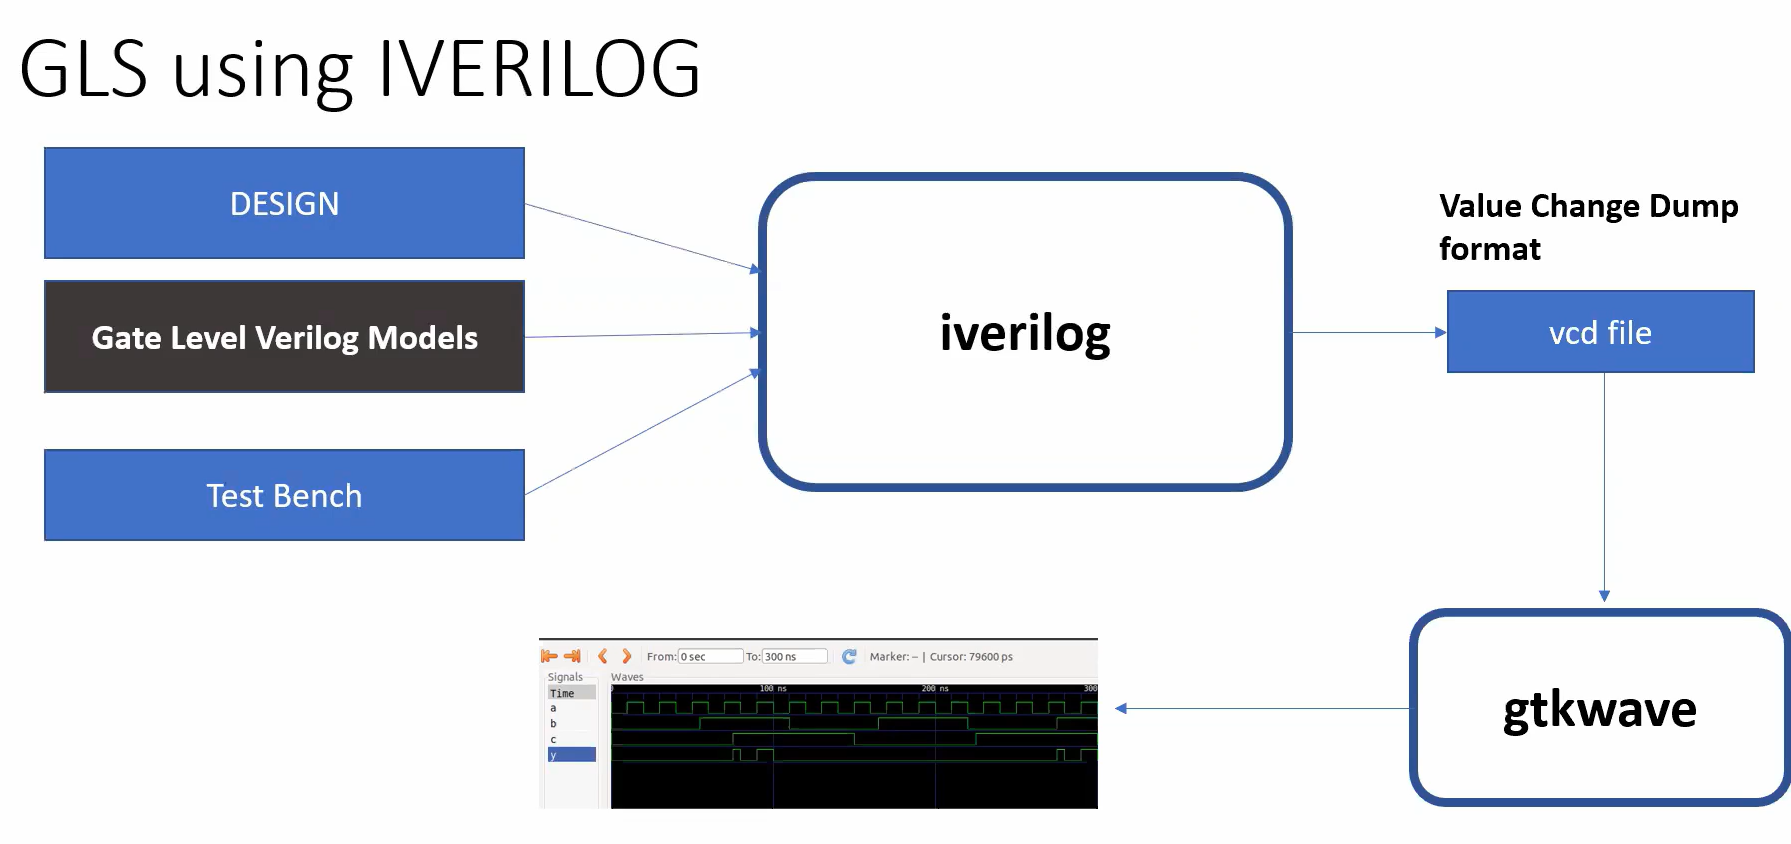 GLS using IVERILOG
DESIGN
Gate Level Verilog Models
Test Bench
iverilog
Value Change Dump
format
vcd file
gtkwave
From: 0 sec To: 300 ns Marker: -- | Cursor: 79600 ps
Signals Waves
Time
a
b
c
y
0 100 ns 200 ns 300